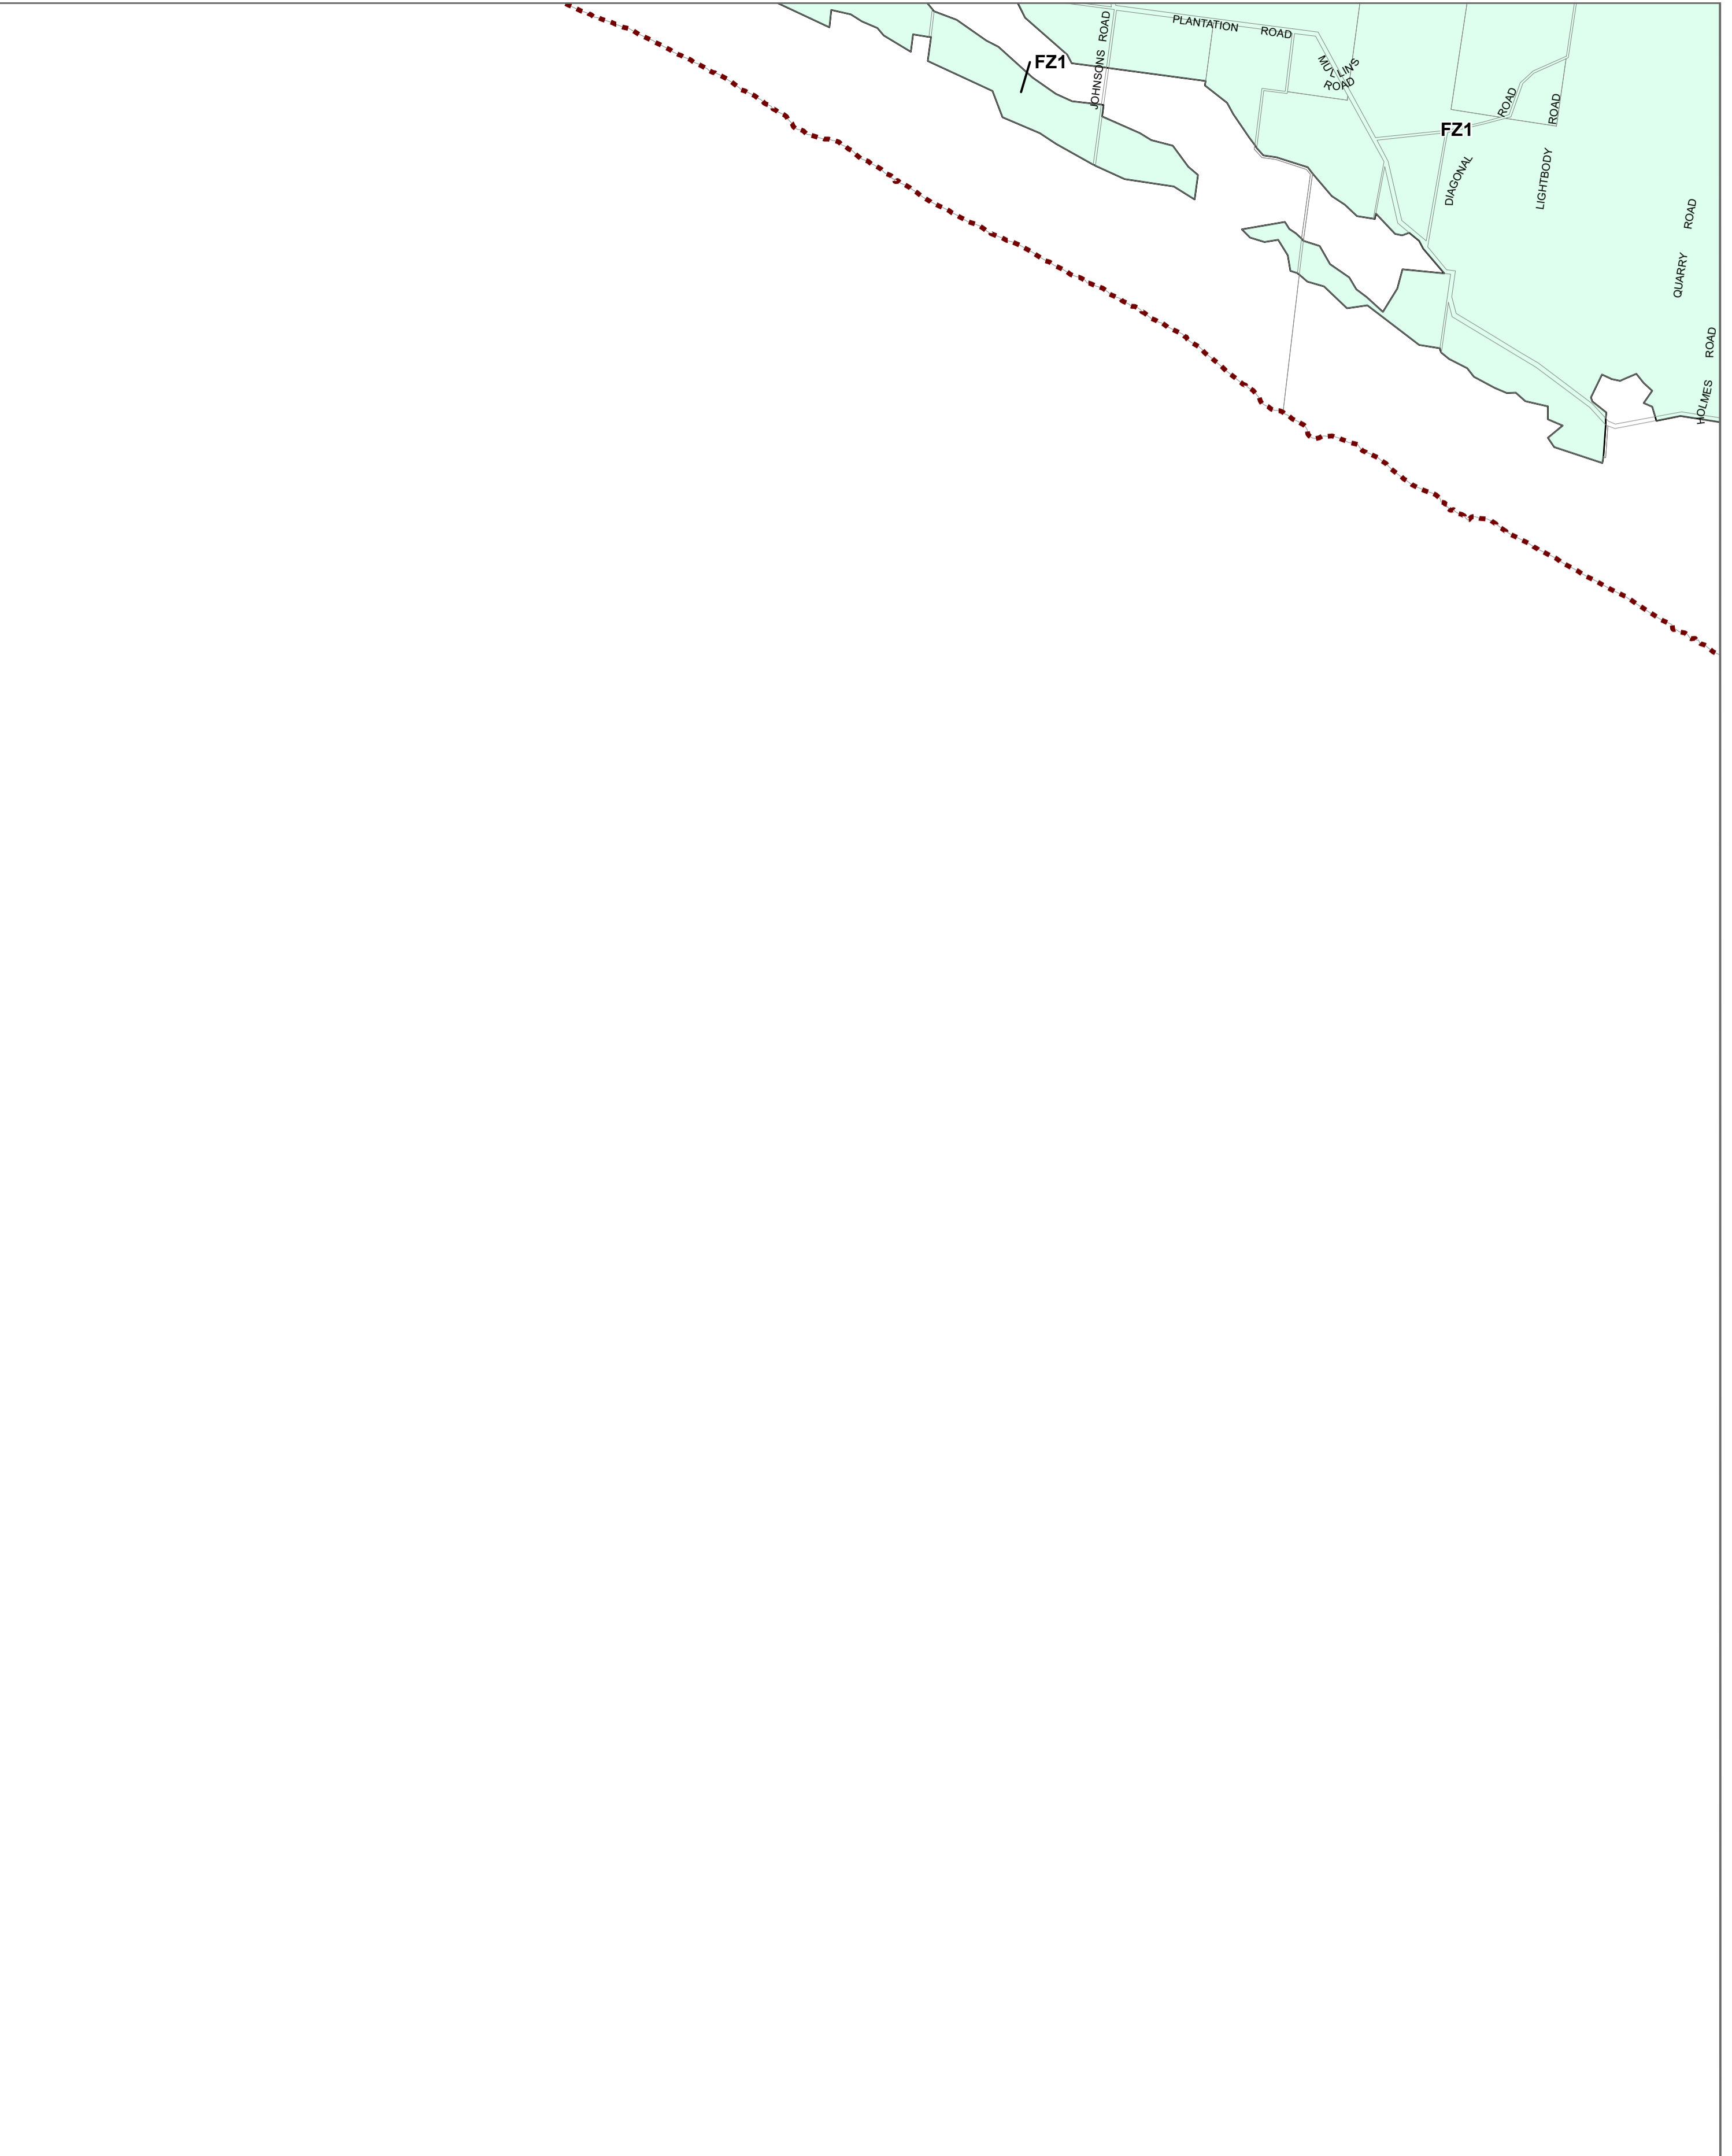 PLANTATION ROAD
JOHNSONS ROAD
FZ1
MULLINS
ROAD
DIAGONAL ROAD
LIGHTBODY ROAD
FZ1
QUARRY ROAD
HOLMES ROAD